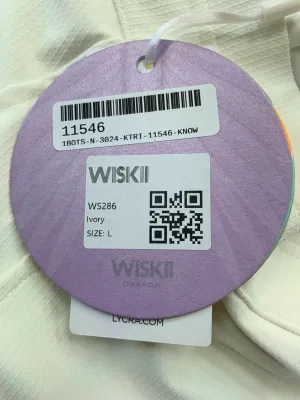 11546
1BOTS-N-3024-KTRI-11546-KNOW
WISKII
WS286
Ivory
SIZE: L
WISKII
LYCRA.COM